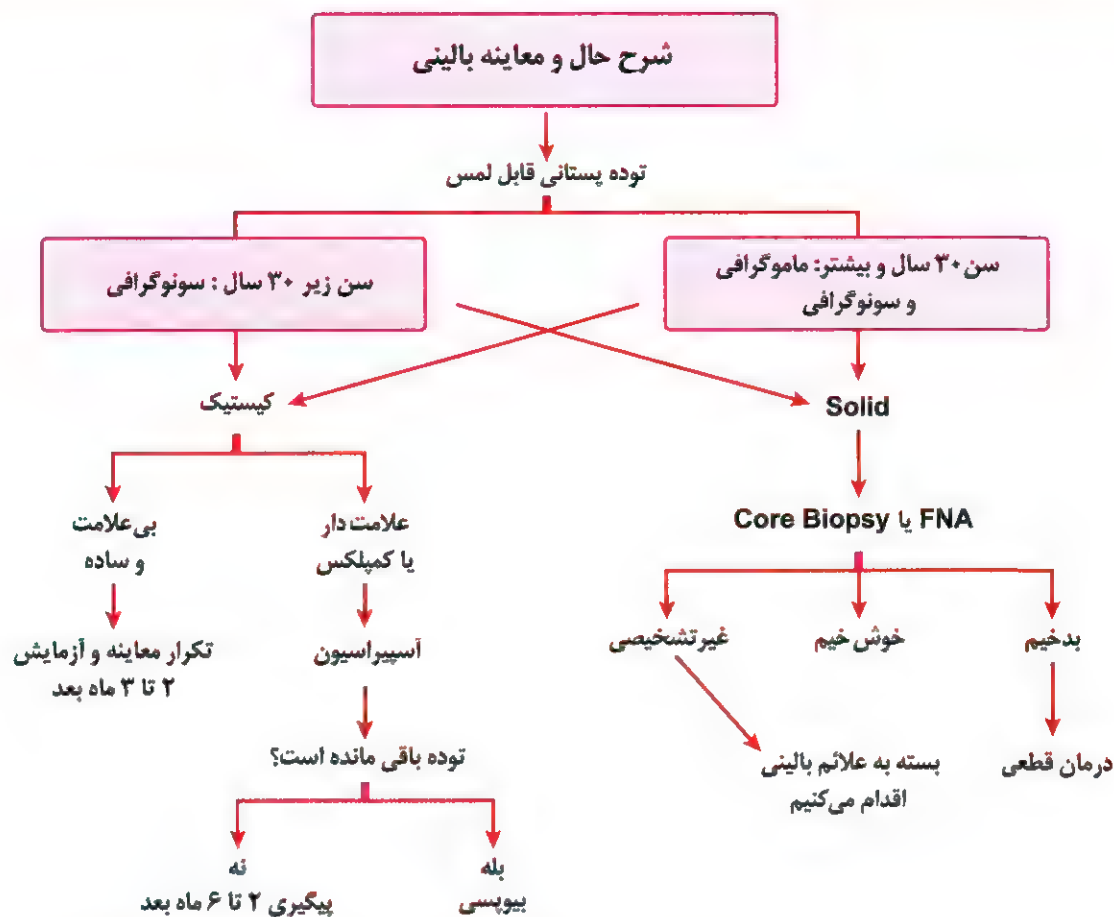 شرح حال و معاینه بالینی
توده پستانی قابل لمس
سن ۳۰ سال و بیشتر: ماموگرافی
و سونوگرافی
سن زیر ۳۰ سال : سونوگرافی
Solid
کیستیک
Core Biopsy یا FNA
علامت‌دار
یا کمپلکس
بی‌علامت
و ساده
بدخیم
خوش خیم
غیرتشخیصی
آسپیراسیون
تکرار معاینه و آزمایش
۲ تا ۳ ماه بعد
درمان قطعی
بسته به علائم بالینی
اقدام می‌کنیم
توده باقی مانده است؟
بله
بیوپسی
نه
پیگیری ۲ تا ۶ ماه بعد